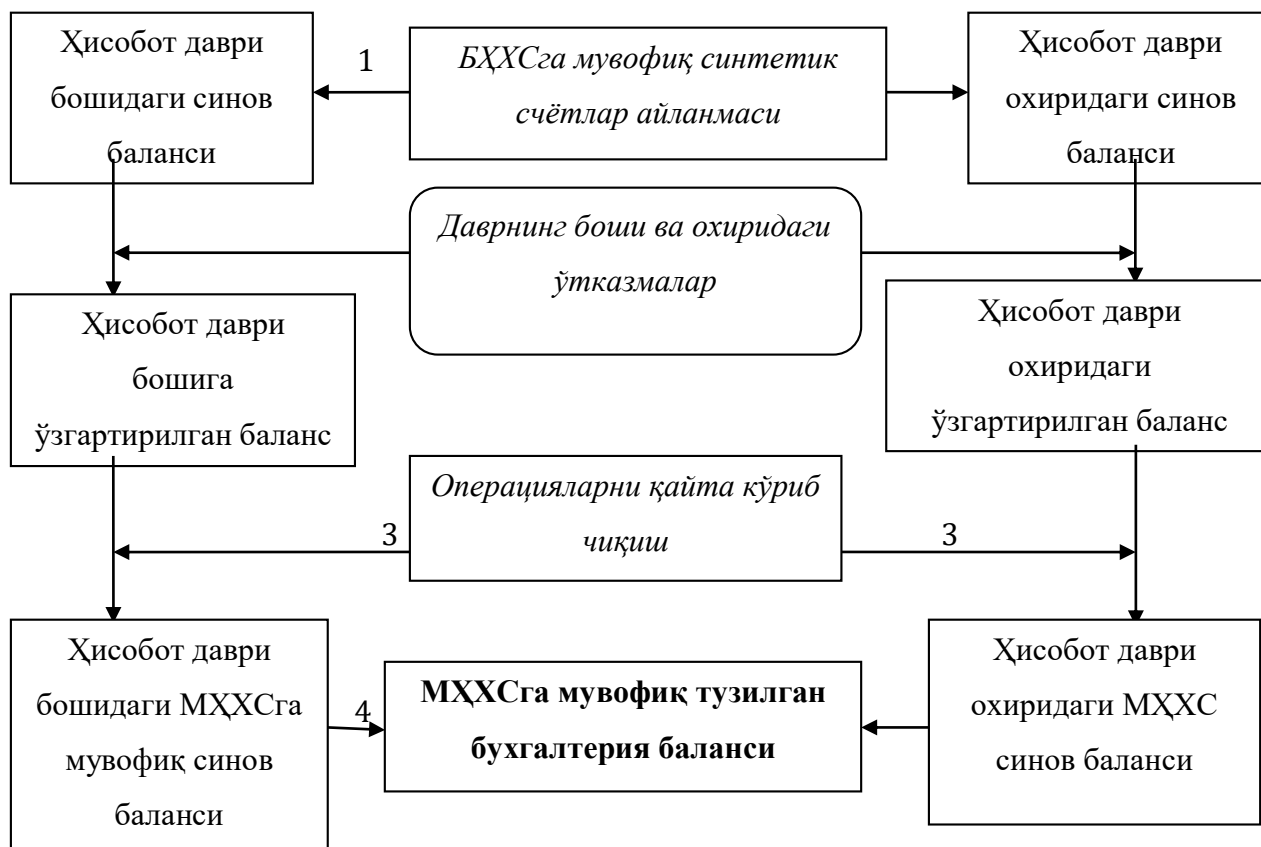 Ҳисобот даври
бошидаги синов
баланси
1
БҲХСга мувофиқ синтетик
счётлар айланмаси
Ҳисобот даври
охиридаги синов
баланси
Даврнинг боши ва охиридаги
ўтказмалар
Ҳисобот даври
бошига
ўзгартирилган баланс
Ҳисобот даври
охиридаги
ўзгартирилган баланс
3
Операцияларни қайта кўриб
чиқиш
3
Ҳисобот даври
бошидаги МҲХСга
мувофиқ синов
баланси
4
МҲХСга мувофиқ тузилган
бухгалтерия баланси
Ҳисобот даври
охиридаги МҲХС
синов баланси